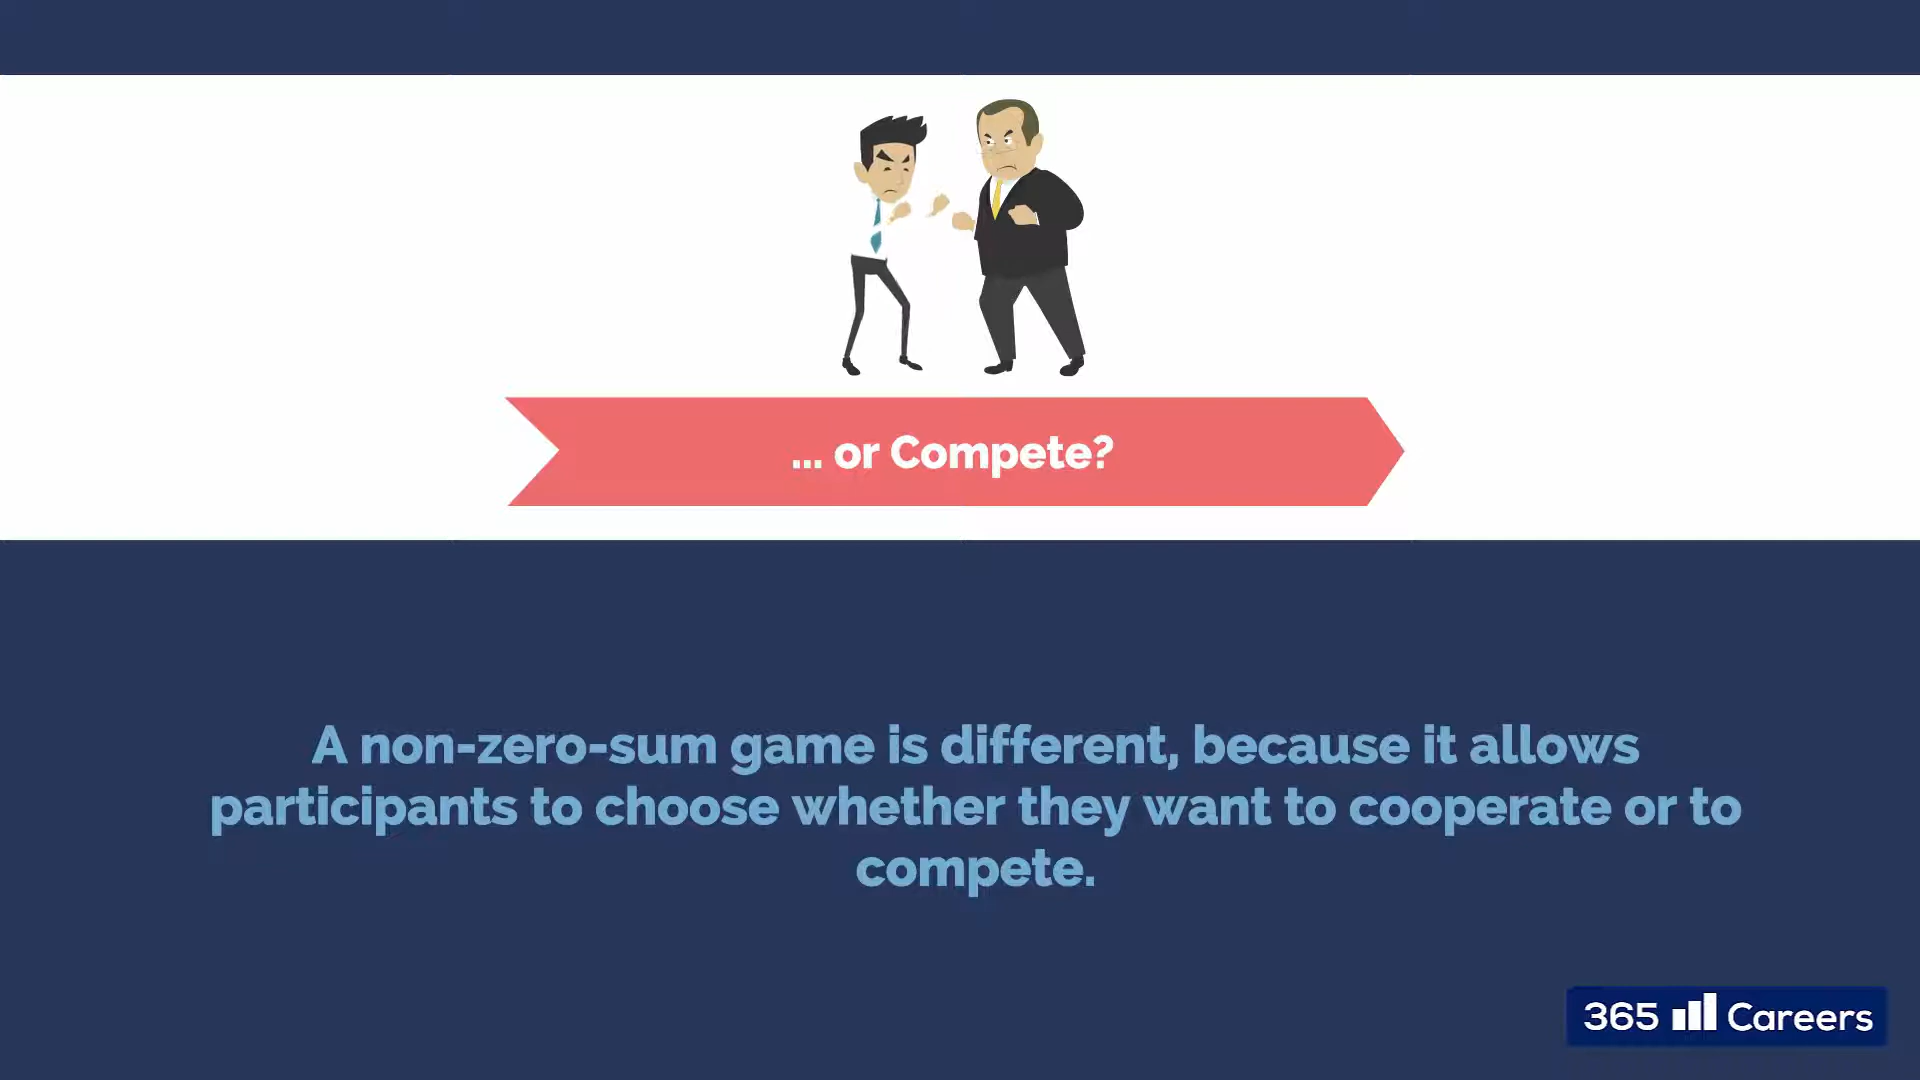 ... or Compete?
A non-zero-sum game is different, because it allows
participants to choose whether they want to cooperate or to
compete.
365 Careers